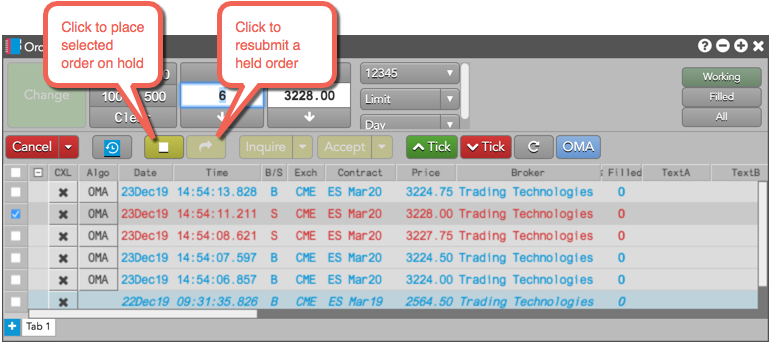 Click to place
selected
order on hold
Click to
resubmit a
held order
Ord
Change
100 500
6
3228.00
Clear
12345
Limit
Day
Working
Filled
All
Cancel
Inquire
Accept
Tick
Tick
OMA
CXL Algo Date Time B/S Exch Contract Price Broker Filled TextA TextB
OMA 23Dec19 14:54:13.828 B CME ES Mar20 3224.75 Trading Technologies 0
OMA 23Dec19 14:54:11.211 S CME ES Mar20 3228.00 Trading Technologies 0
OMA 23Dec19 14:54:08.621 S CME ES Mar20 3227.75 Trading Technologies 0
OMA 23Dec19 14:54:07.597 B CME ES Mar20 3224.50 Trading Technologies 0
OMA 23Dec19 14:54:06.857 B CME ES Mar20 3224.00 Trading Technologies 0
22Dec19 09:31:35.826 B CME ES Mar19 2564.50 Trading Technologies 0
Tab 1